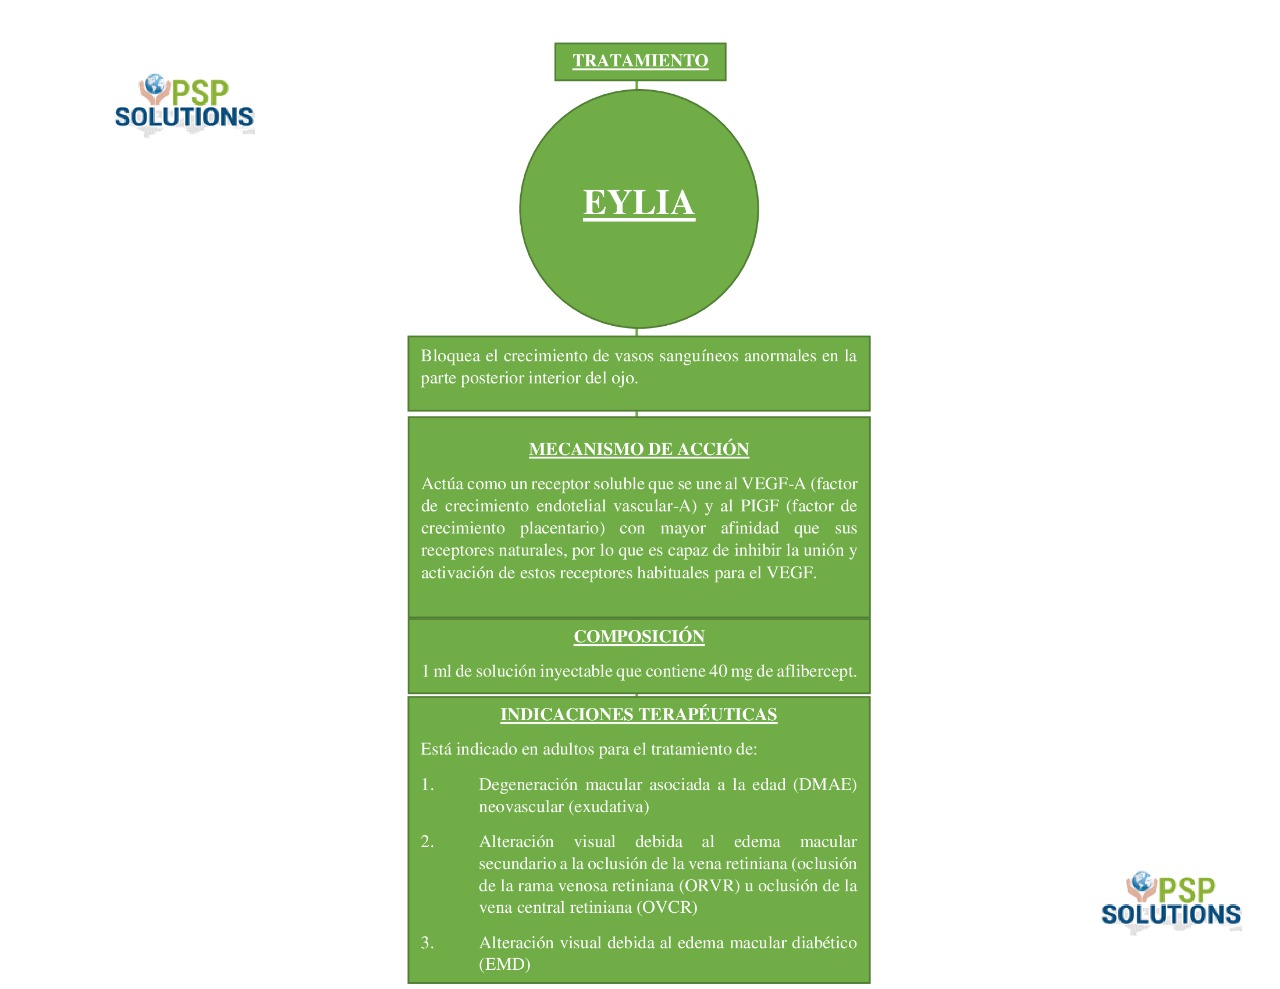 TRATAMIENTO
PSP
SOLUTIONS
EYLIA
Bloquea el crecimiento de vasos sanguíneos anormales en la
parte posterior interior del ojo.
MECANISMO DE ACCIÓN
Actúa como un receptor soluble que se une al VEGF-A (factor
de crecimiento endotelial vascular-A) y al PIGF (factor de
crecimiento placentario) con mayor afinidad que sus
receptores naturales, por lo que es capaz de inhibir la unión y
activación de estos receptores habituales para el VEGF.
COMPOSICIÓN
1 ml de solución inyectable que contiene 40 mg de aflibercept.
INDICACIONES TERAPÉUTICAS
Está indicado en adultos para el tratamiento de:
1. Degeneración macular asociada a la edad (DMAE)
neovascular (exudativa)
2. Alteración visual debida al edema macular
secundario a la oclusión de la vena retiniana (oclusión
de la rama venosa retiniana (ORVR) u oclusión de la
vena central retiniana (OVCR)
3. Alteración visual debida al edema macular diabético
(EMD)
PSP
SOLUTIONS